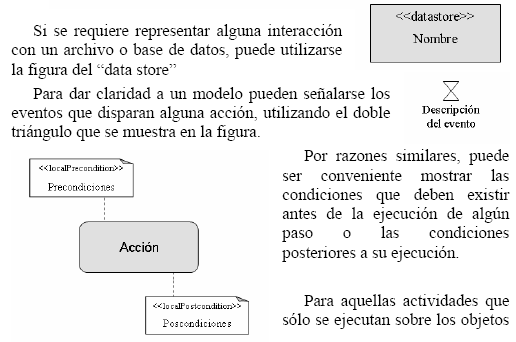 Si se requiere representar alguna interacción
con un archivo o base de datos, puede utilizarse
la figura del “data store”
<<datastore>>
Nombre
Para dar claridad a un modelo pueden señalarse los
eventos que disparan alguna acción, utilizando el doble
triángulo que se muestra en la figura.
Descripción
del evento
<<localPrecondition>>
Precondiciones
Acción
<<localPostcondition>>
Poscondiciones
Por razones similares, puede
ser conveniente mostrar las
condiciones que deben existir
antes de la ejecución de algún
paso o las condiciones
posteriores a su ejecución.
Para aquellas actividades que
sólo se ejecutan sobre los objetos